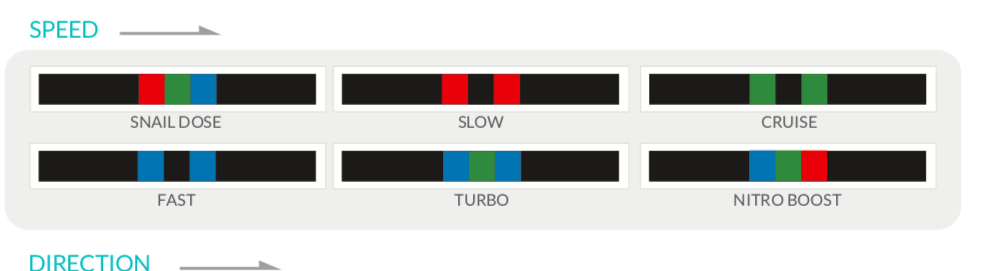 SPEED
SNAIL DOSE
SLOW
CRUISE
FAST
TURBO
NITRO BOOST
DIRECTION